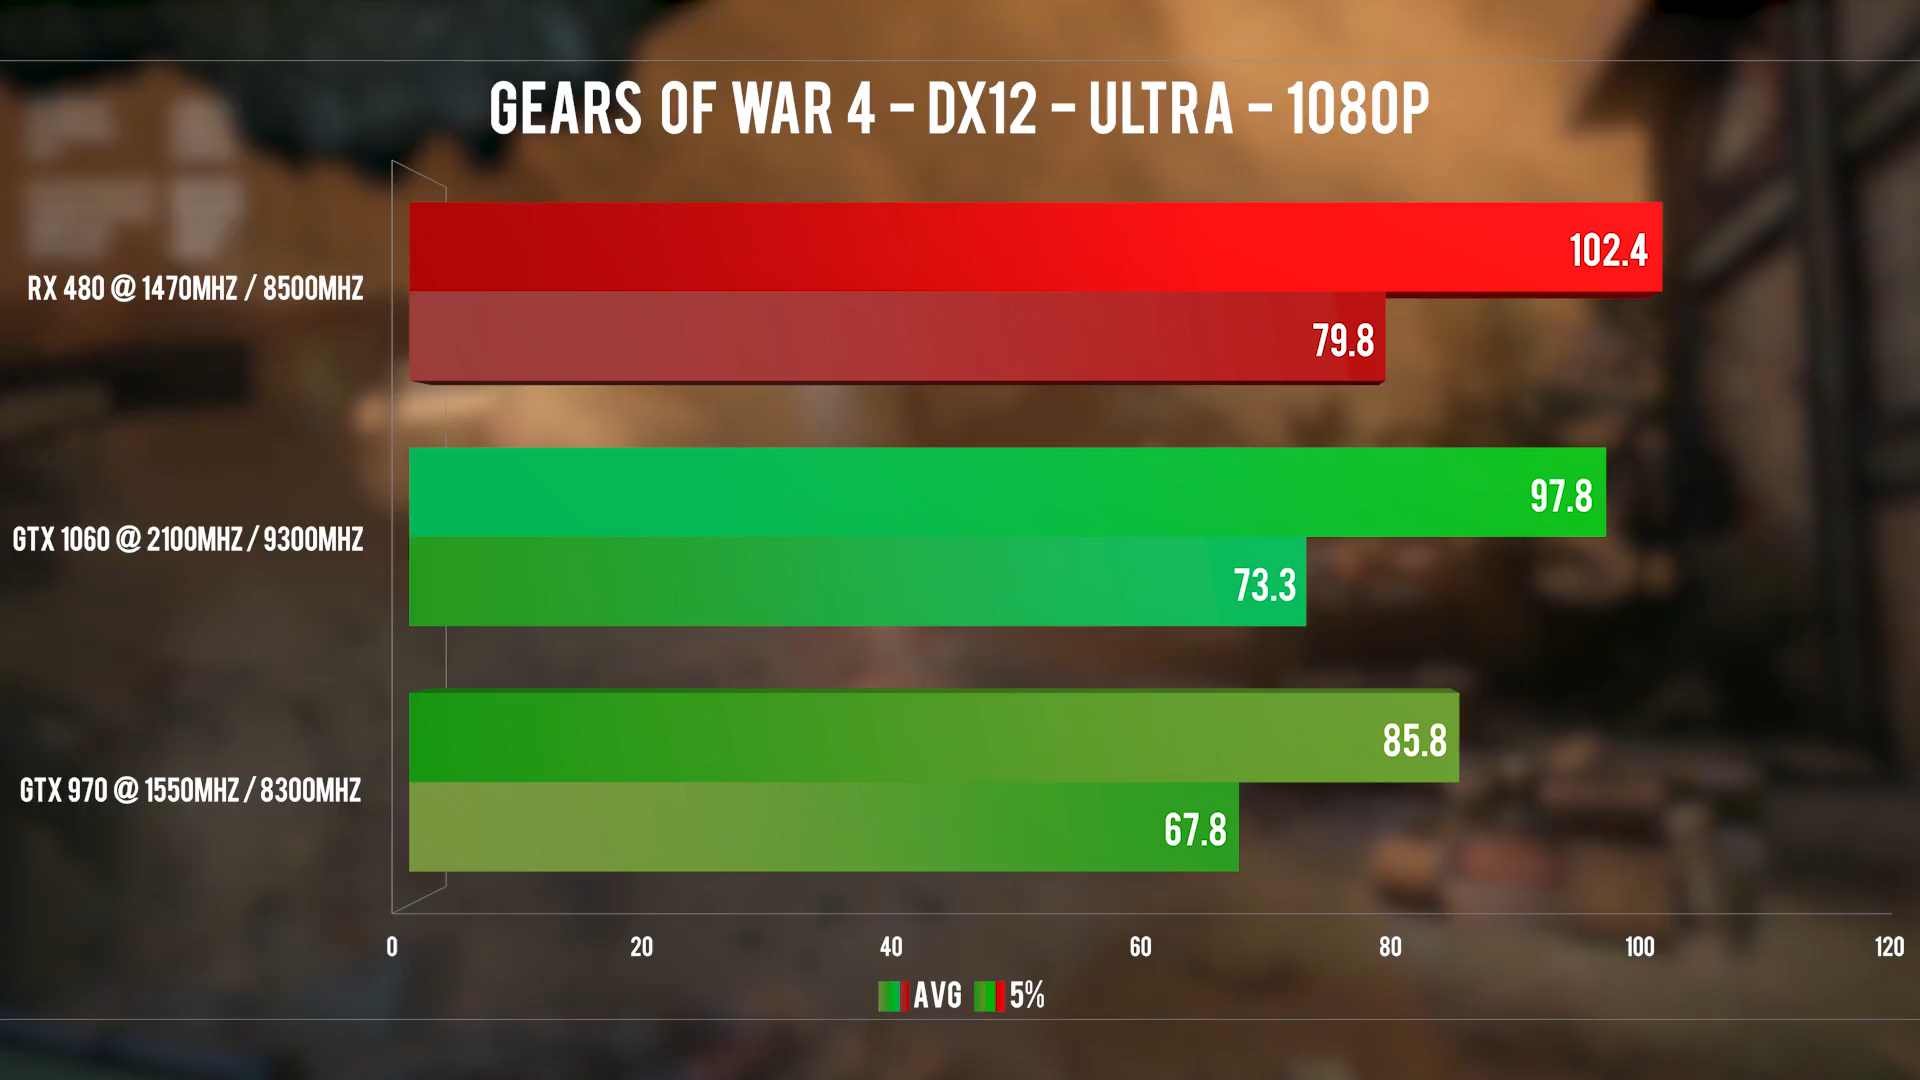 GEARS OF WAR 4 – DX12 – ULTRA – 1080P
RX 480 @ 1470MHZ / 8500MHZ
102.4
79.8
GTX 1060 @ 2100MHZ / 9300MHZ
97.8
73.3
GTX 970 @ 1550MHZ / 8300MHZ
85.8
67.8
0 20 40 60 80 100 120
AVG 5%